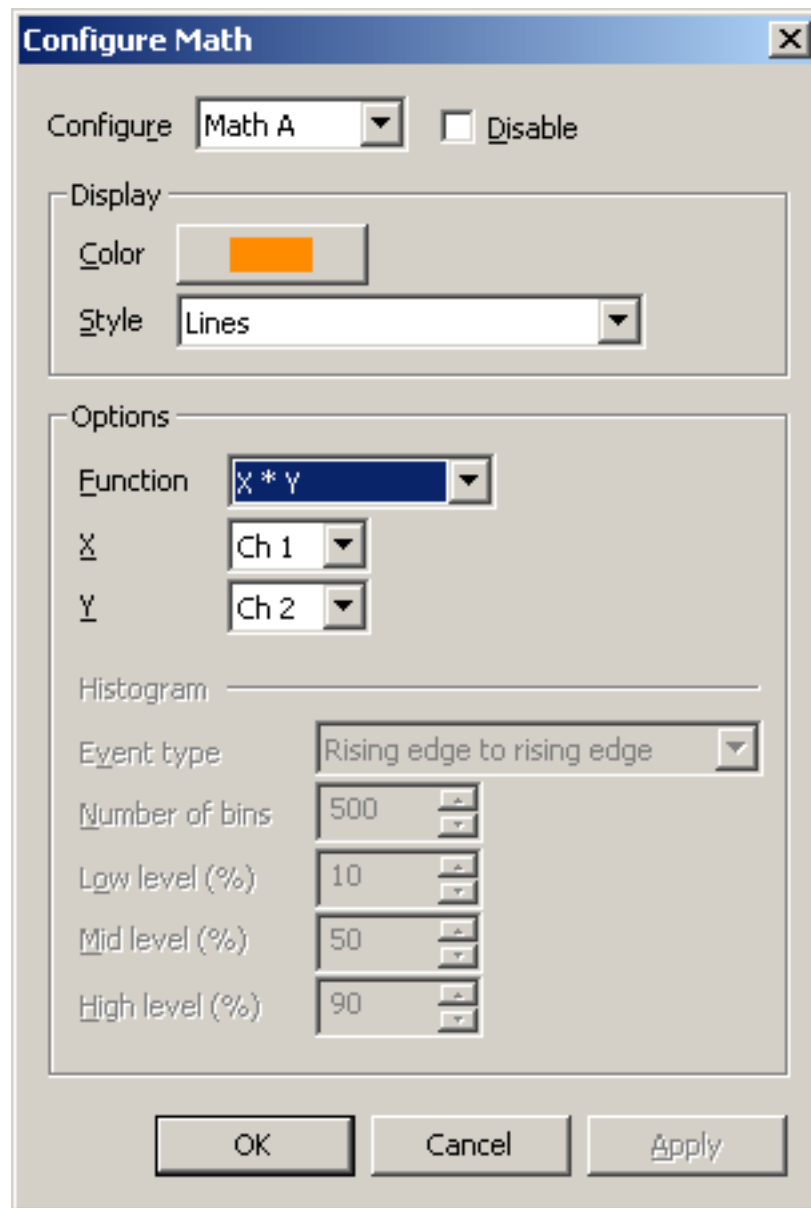 Configure Math
Configure Math A Disable
Display
Color
Style Lines
Options
Function X * Y
X Ch 1
Y Ch 2
Histogram
Event type Rising edge to rising edge
Number of bins 500
Low level (%) 10
Mid level (%) 50
High level (%) 90
OK Cancel Apply